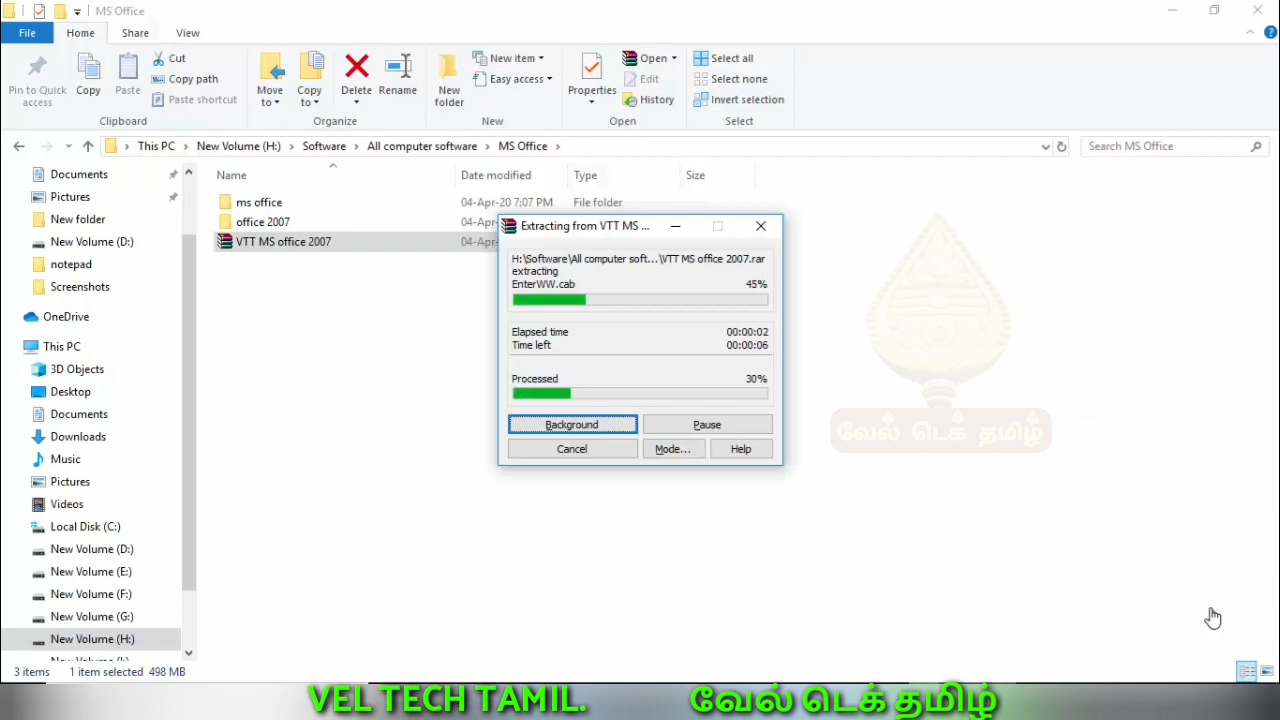 MS Office
File Home Share View
Pin to Quick access
Copy
Paste
Cut
Copy path
Paste shortcut
Clipboard
Move to
Copy to
Delete
Rename
Organize
New folder
New item
Easy access
New
Properties
Open
Edit
History
Open
Select all
Select none
Invert selection
Select
This PC New Volume (H:) Software All computer software MS Office
Search MS Office
Documents
Pictures
New folder
New Volume (D:)
notepad
Screenshots
OneDrive
This PC
3D Objects
Desktop
Documents
Downloads
Music
Pictures
Videos
Local Disk (C:)
New Volume (D:)
New Volume (E:)
New Volume (F:)
New Volume (G:)
New Volume (H:)
Name Date modified Type Size
ms office 04-Apr-20 7:07 PM File folder
office 2007 04-Apr-
VTT MS office 2007 04-Apr-
Extracting from VTT MS ...
H:\Software\All computer soft...\VTT MS office 2007.rar
extracting
EnterWW.cab 45%
Elapsed time 00:00:02
Time left 00:00:06
Processed 30%
Background Pause
Cancel Mode... Help
வேல் டெக் தமிழ்
3 items 1 item selected 498 MB
VEL TECH TAMIL. வேல் டெக் தமிழ்